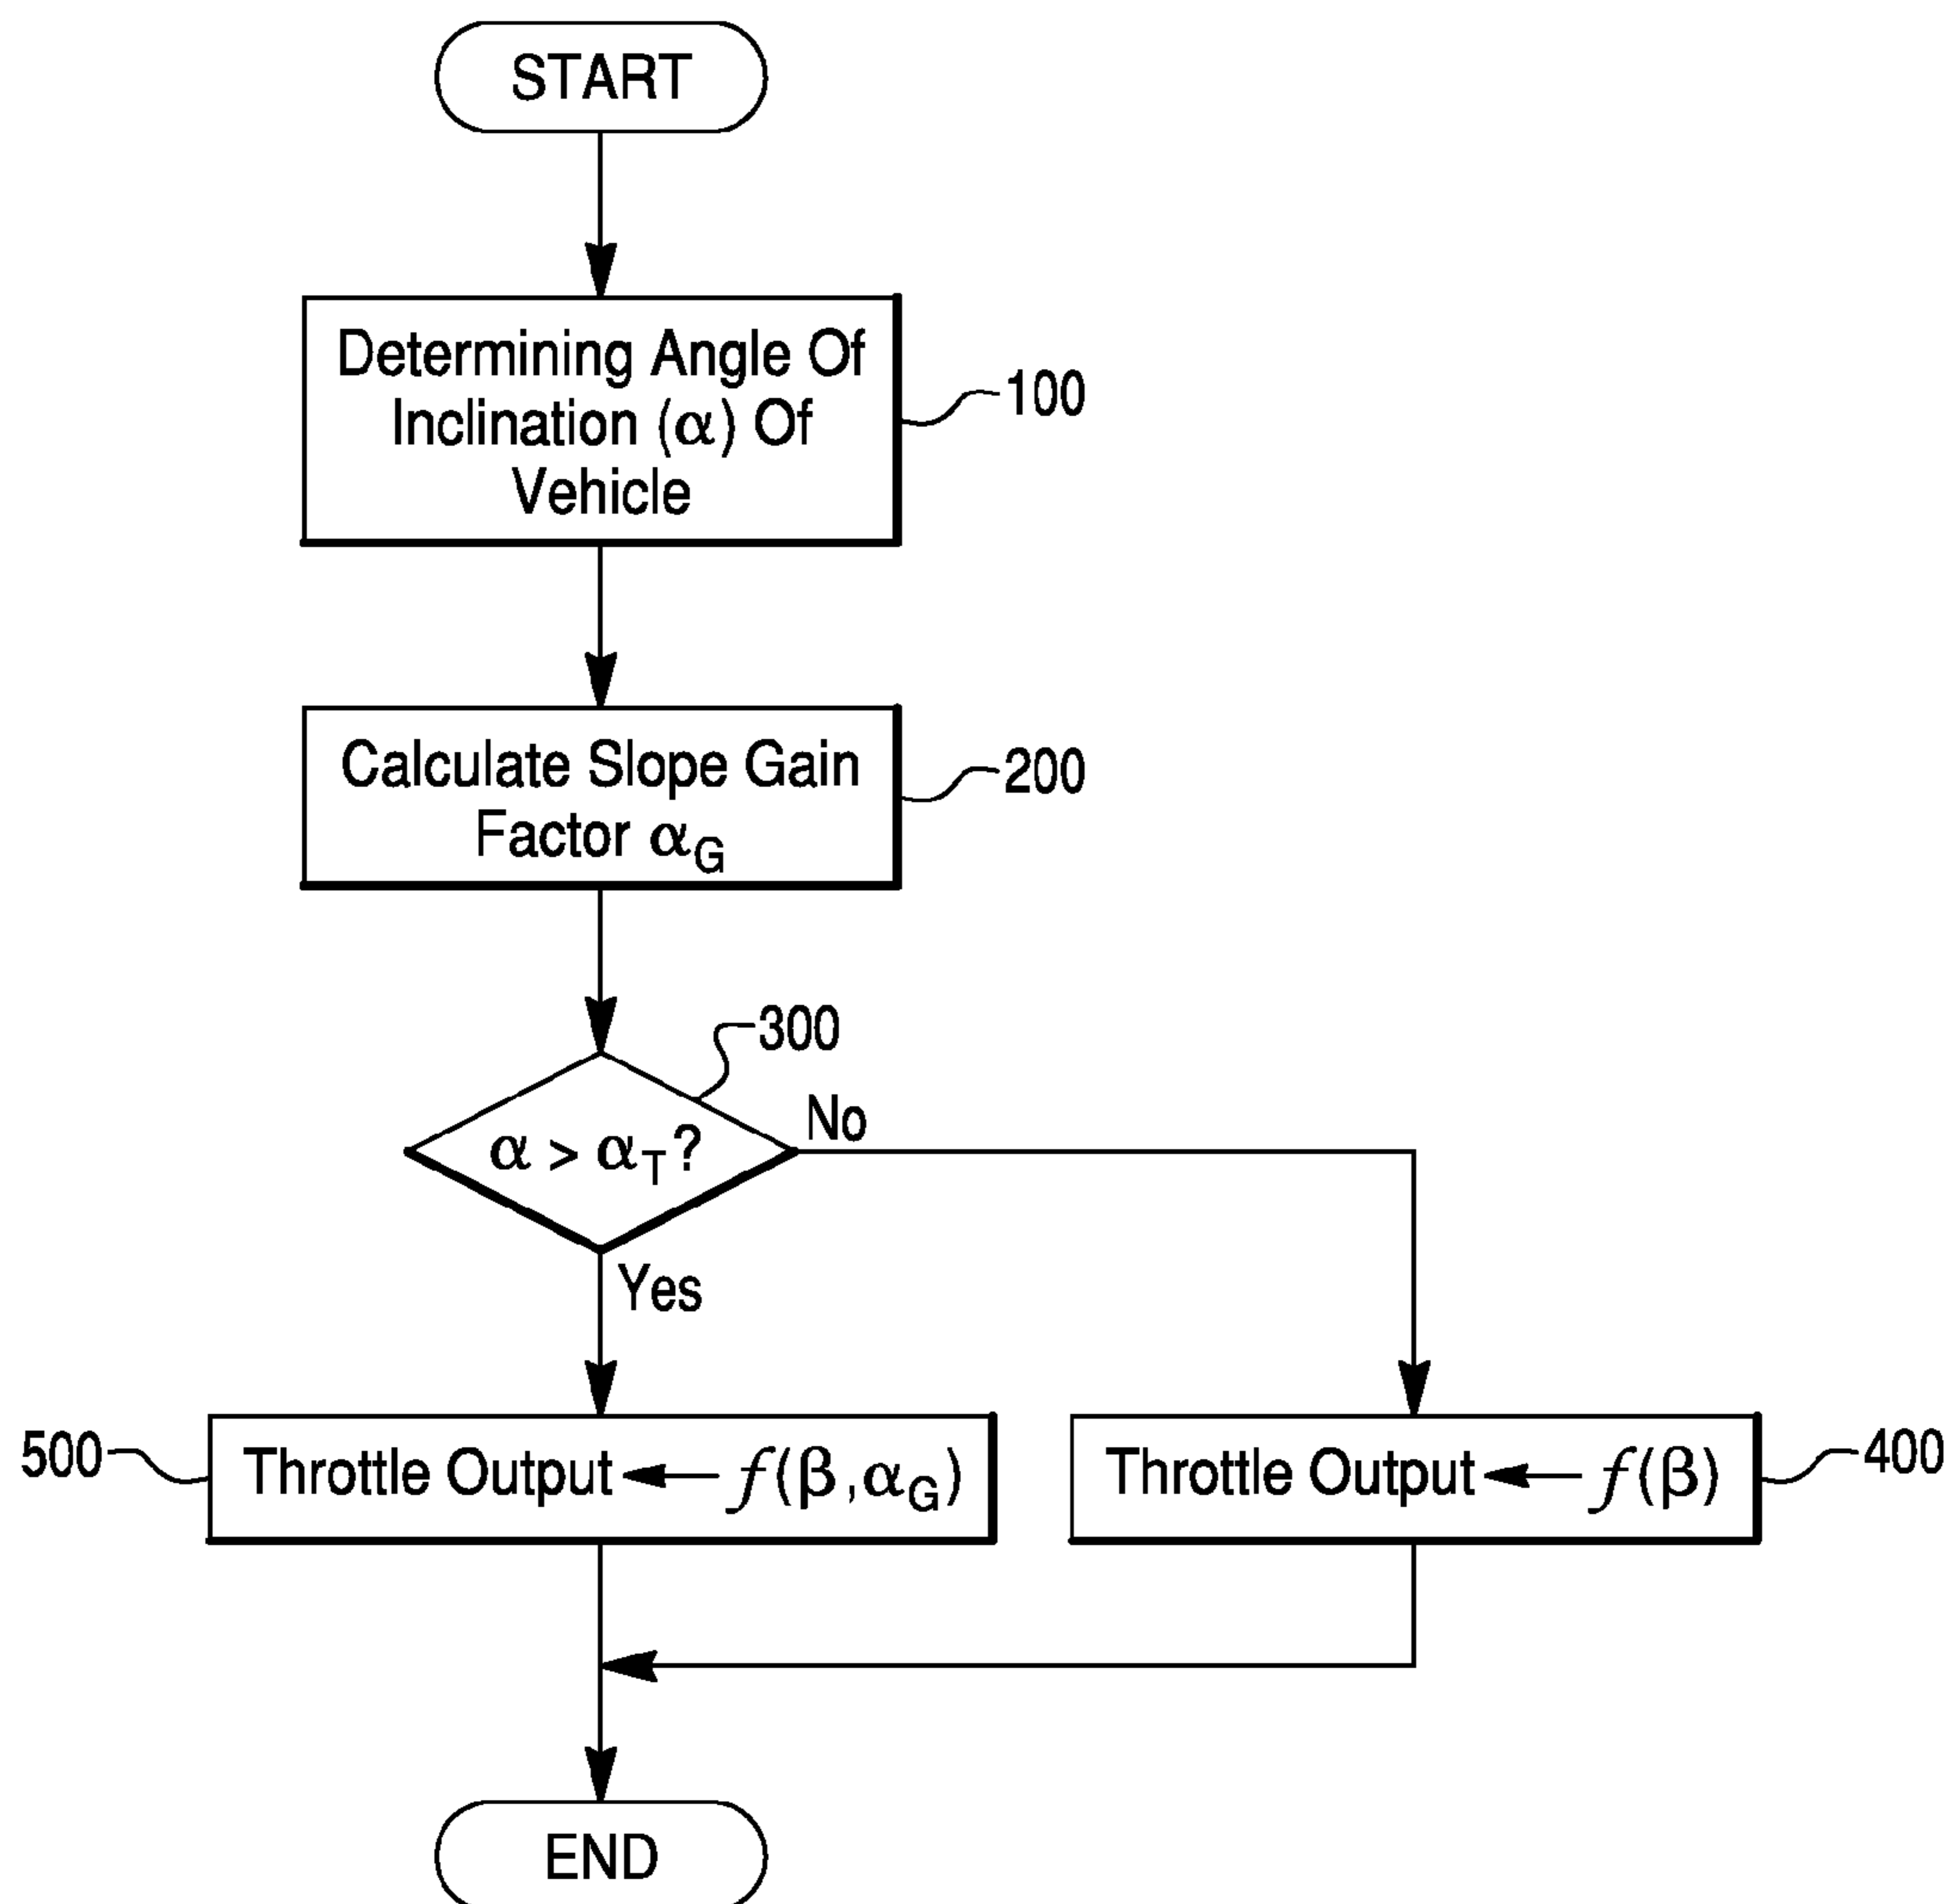 START
Determining Angle Of
Inclination (α) Of
Vehicle
100
Calculate Slope Gain
Factor αG
200
300
α > αT?
No
Yes
500
Throttle Output ← f(β,αG)
Throttle Output ← f(β)
400
END